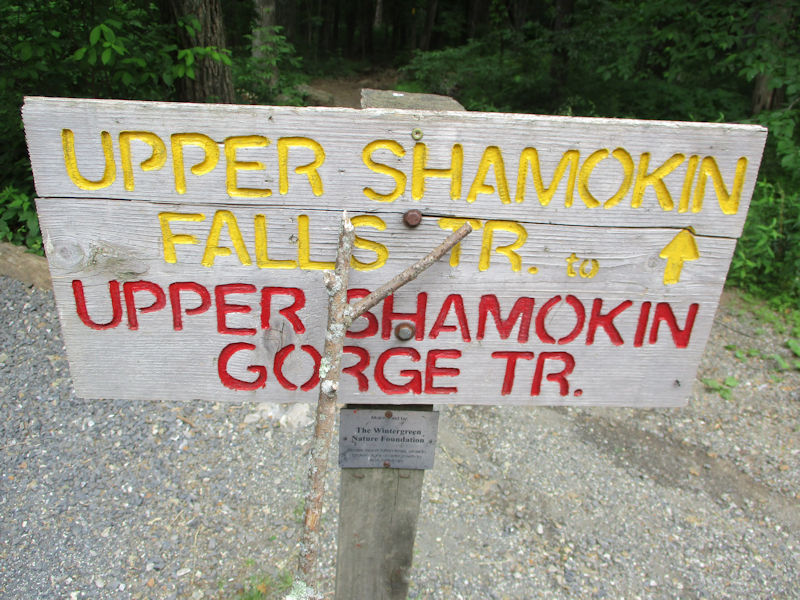 UPPER SHAMOKIN
FALLS TR. to
UPPER SHAMOKIN
GORGE TR.
The Wintergreen
Nature Foundation